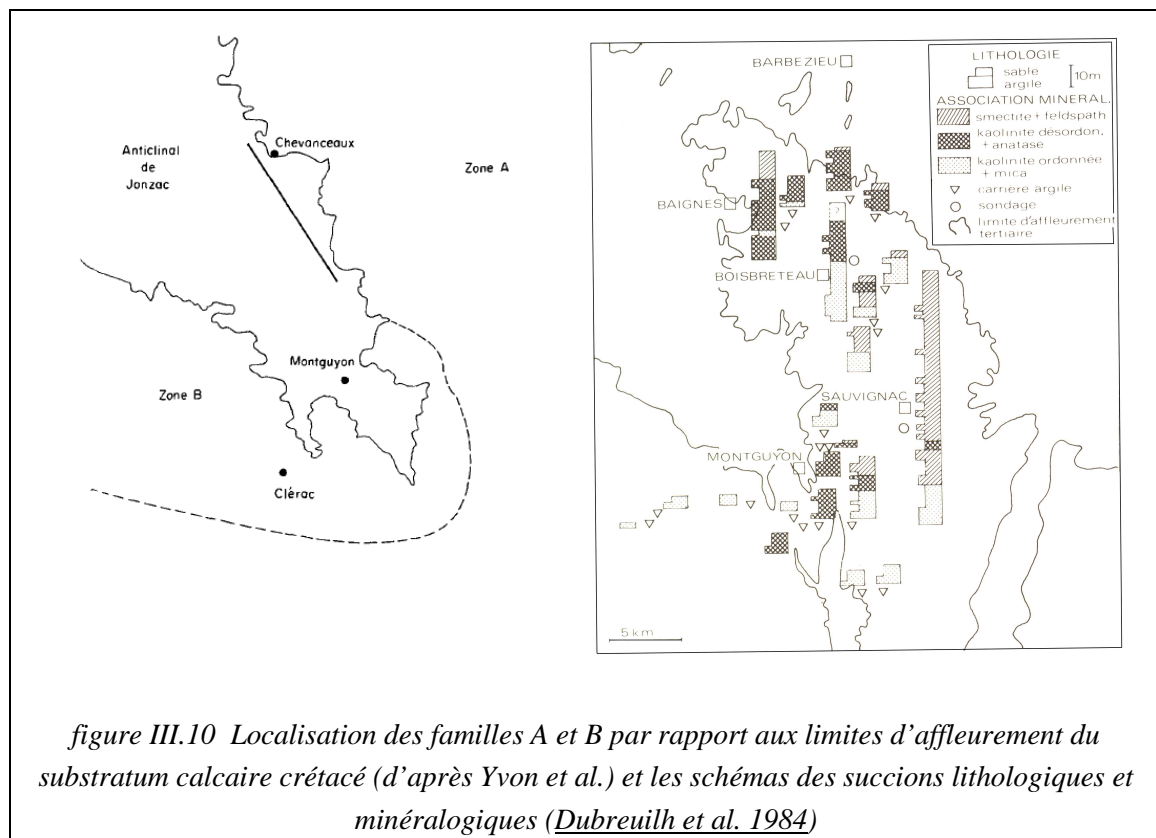 Chevanceaux
Anticlinal
de
Jonzac
Zone A
Montguyon
Zone B
Clérac
BARBEZIEU
LITHOLOGIE
sable
argile
10m
ASSOCIATION MINERAL.
smectite + feldspath
kaolinite désordon.
+ anatase
kaolinite ordonnée
+ mica
carrière argile
sondage
limite d'affleurement
tertiaire
BAIGNES
?
BOISBRETEAU
SAUVIGNAC
MONTGUYON
5 km
figure III.10 Localisation des familles A et B par rapport aux limites d'affleurement du
substratum calcaire crétacé (d'après Yvon et al.) et les schémas des succions lithologiques et
minéralogiques (Dubreuilh et al. 1984)